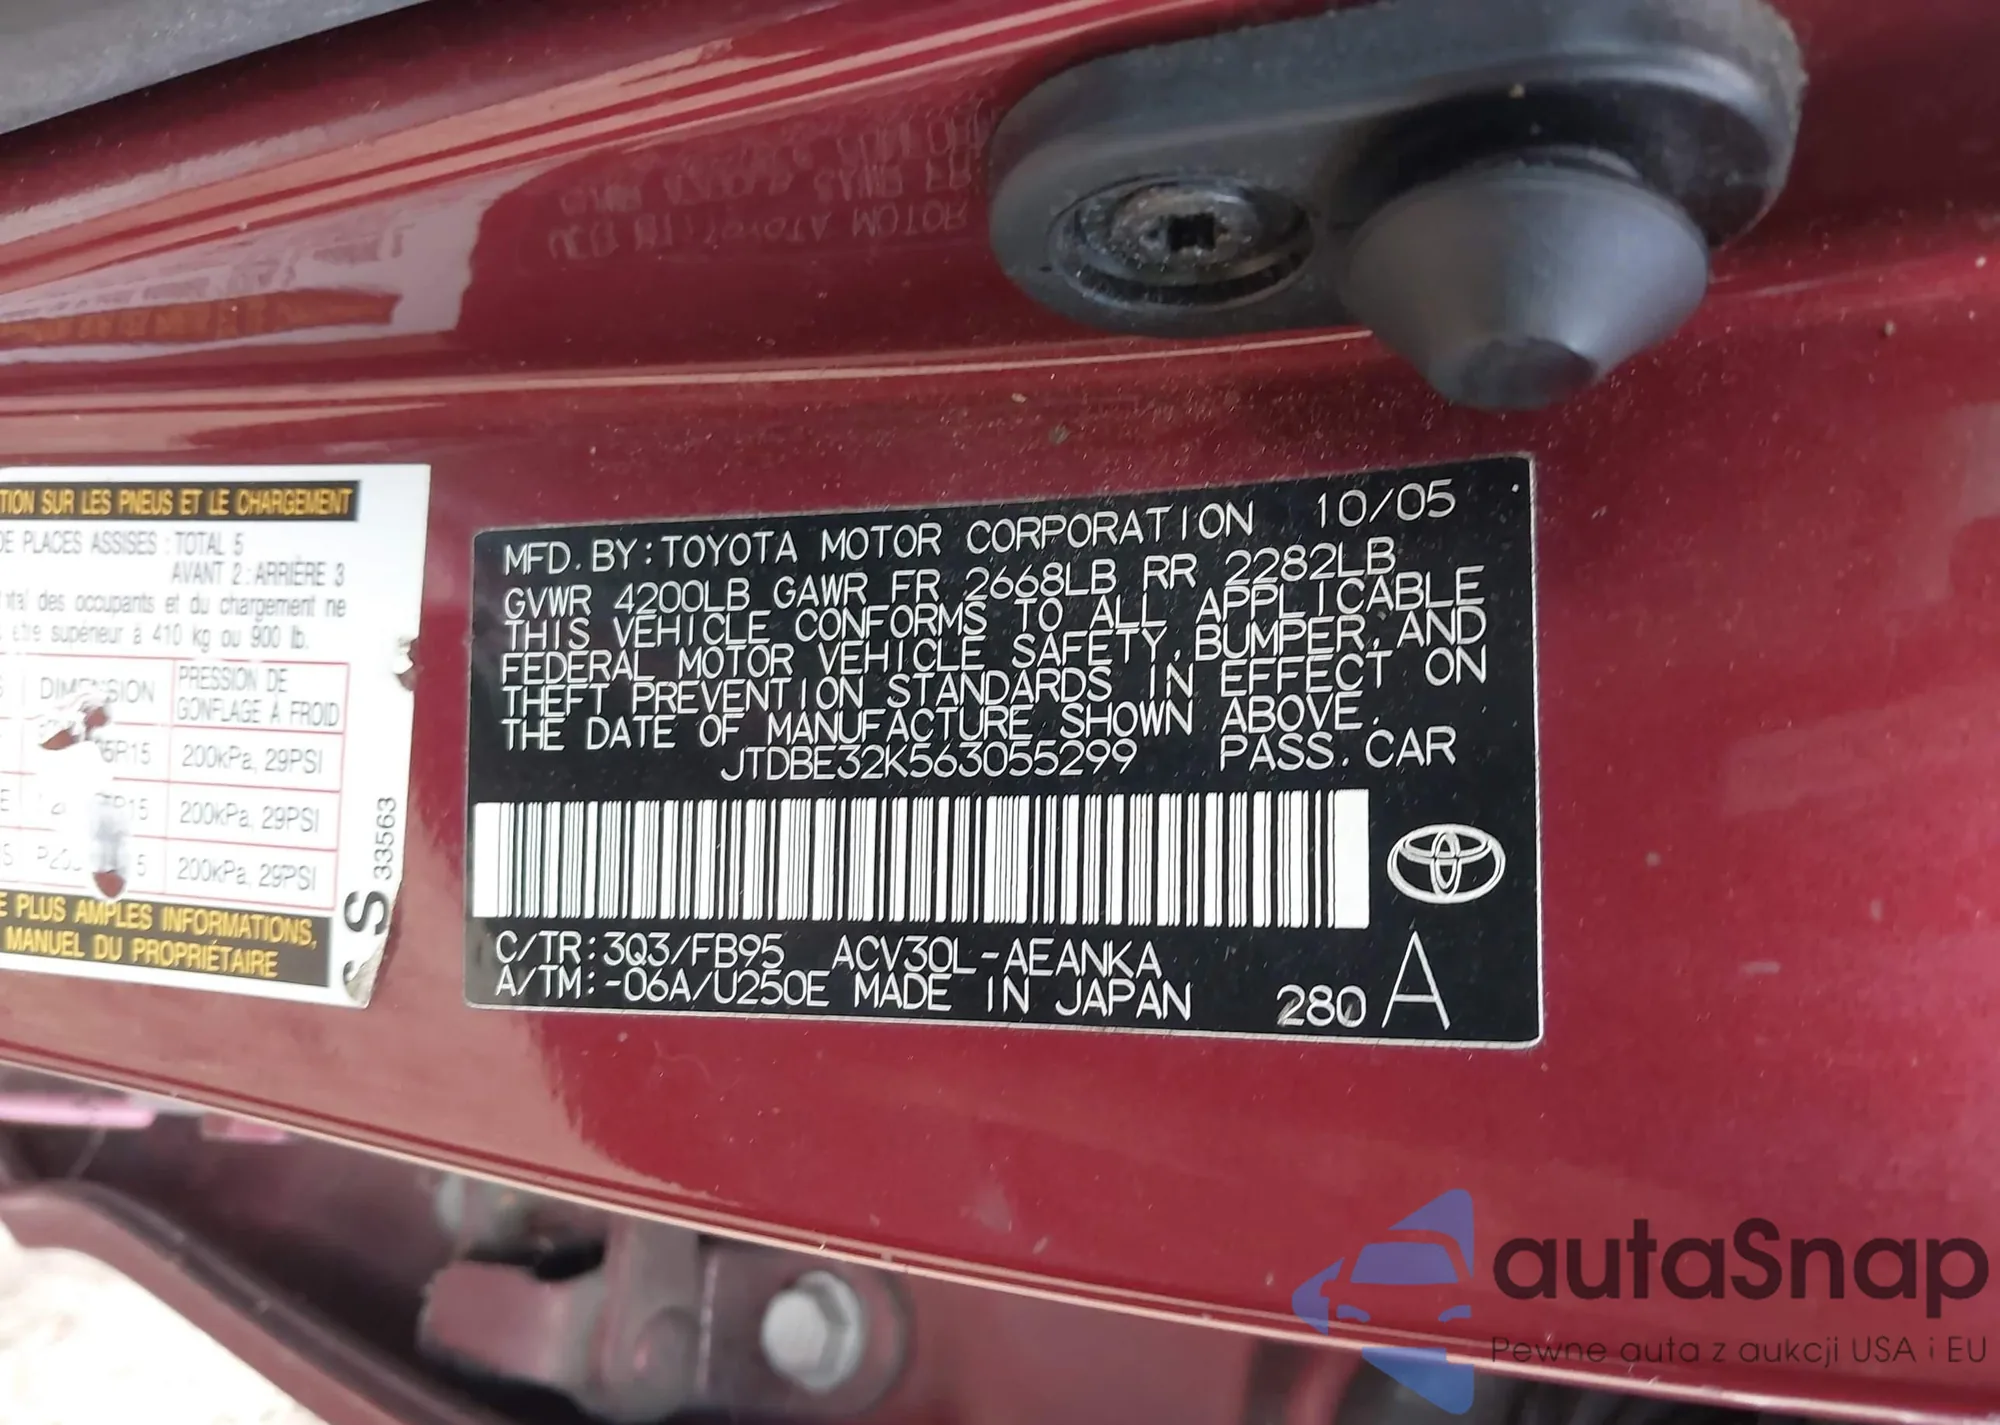 TION SUR LES PNEUS ET LE CHARGEMENT
DE PLACES ASSISES : TOTAL 5
AVANT 2 : ARRIÈRE 3
des occupants et du chargement ne
être supérieur à 410 kg ou 900 lb.
DIMENSION
PRESSION DE
GONFLAGE À FROID
5R15
200kPa, 29PSI
R15
200kPa, 29PSI
5
200kPa, 29PSI
E PLUS AMPLES INFORMATIONS,
MANUEL DU PROPRIÉTAIRE
S 33563
MFD. BY : TOYOTA MOTOR CORPORATION 10/05
GVWR 4200LB GAWR FR 2668LB RR 2282LB
THIS VEHICLE CONFORMS TO ALL APPLICABLE
FEDERAL MOTOR VEHICLE SAFETY, BUMPER, AND
THEFT PREVENTION STANDARDS IN EFFECT ON
THE DATE OF MANUFACTURE SHOWN ABOVE.
JTDBE32K563055299 PASS. CAR
C/TR: 3Q3/FB95 ACV30L-AEANKA
A/TM: -06A/U250E MADE IN JAPAN 280 A
autaSnap
Pewne auta z aukcji USA i EU